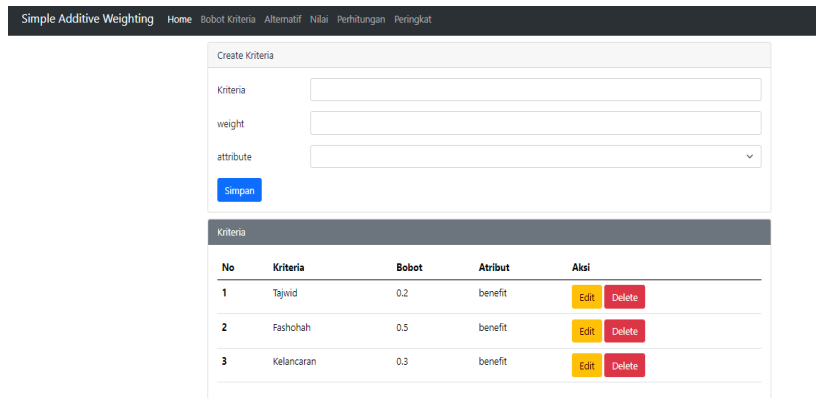 Simple Additive Weighting Home Bobot Kriteria Alternatif Nilai Perhitungan Peringkat
Create Kriteria
Kriteria
weight
attribute
Simpan
Kriteria
No Kriteria Bobot Atribut Aksi
1 Tajwid 0.2 benefit Edit Delete
2 Fashohah 0.5 benefit Edit Delete
3 Kelancaran 0.3 benefit Edit Delete